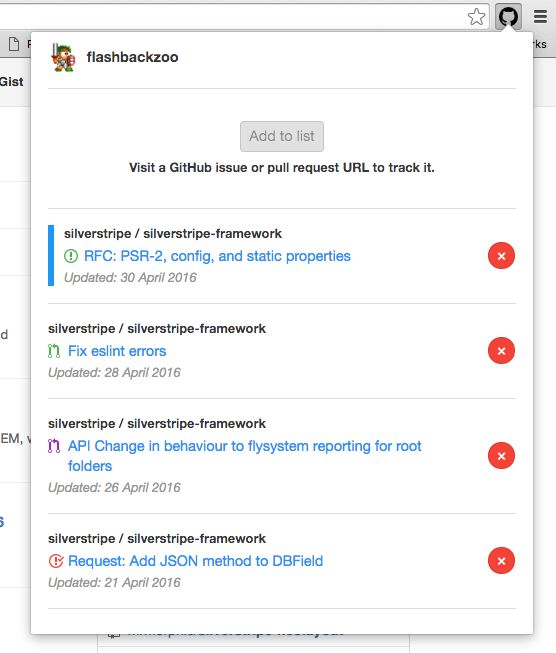 Gist
flashbackzoo
Add to list
Visit a GitHub issue or pull request URL to track it.
silverstripe / silverstripe-framework
RFC: PSR-2, config, and static properties
Updated: 30 April 2016
silverstripe / silverstripe-framework
Fix eslint errors
Updated: 28 April 2016
silverstripe / silverstripe-framework
API Change in behaviour to flysystem reporting for root
folders
Updated: 26 April 2016
silverstripe / silverstripe-framework
Request: Add JSON method to DBField
Updated: 21 April 2016